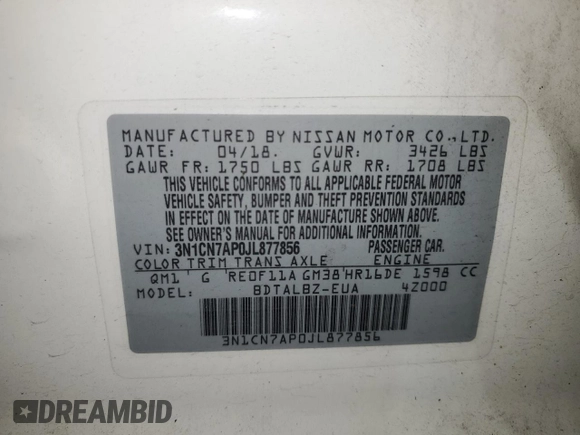 MANUFACTURED BY NISSAN MOTOR CO.,LTD.
DATE: 04/18. GVWR: 3426 LBS
GAWR FR: 1750 LBS GAWR RR: 1708 LBS
THIS VEHICLE CONFORMS TO ALL APPLICABLE FEDERAL MOTOR
VEHICLE SAFETY, BUMPER AND THEFT PREVENTION STANDARDS
IN EFFECT ON THE DATE OF MANUFACTURE SHOWN ABOVE.
SEE OWNER'S MANUAL FOR ADDITIONAL INFORMATION.
VIN: 3N1CN7AP0JL877856 PASSENGER CAR.
COLOR TRIM TRANS AXLE ENGINE
QM1 G RE0F11A GM38 HR16DE 1598 CC
MODEL: BDTALBZ-EUA 4Z000
3N1CN7AP0JL877856
DREAMBID